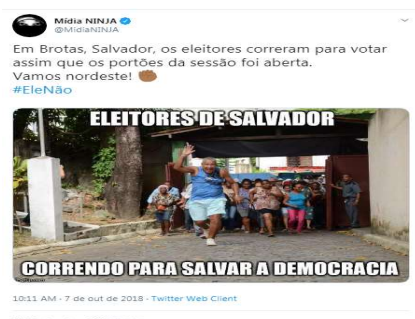 Mídia NINJA
@MidiaNINJA
Em Brotas, Salvador, os eleitores correram para votar
assim que os portões da sessão foi aberta.
Vamos nordeste!
#EleNão
ELEITORES DE SALVADOR
CORRENDO PARA SALVAR A DEMOCRACIA
10:11 AM - 7 de out de 2018 - Twitter Web Client